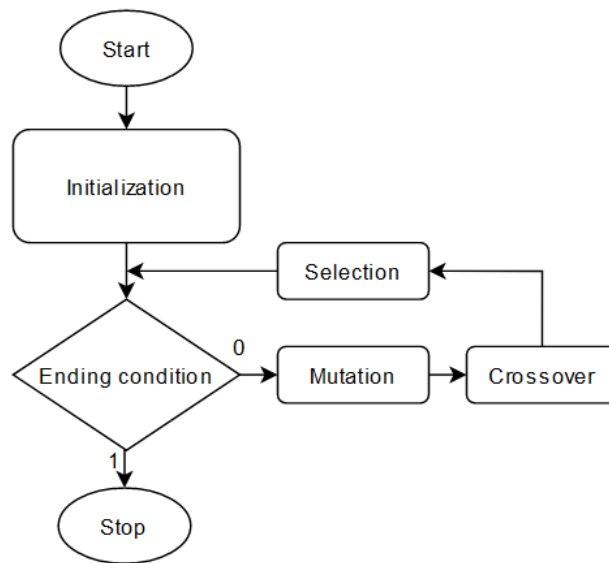 Start
Initialization
Selection
0
Ending condition
Mutation
Crossover
1
Stop